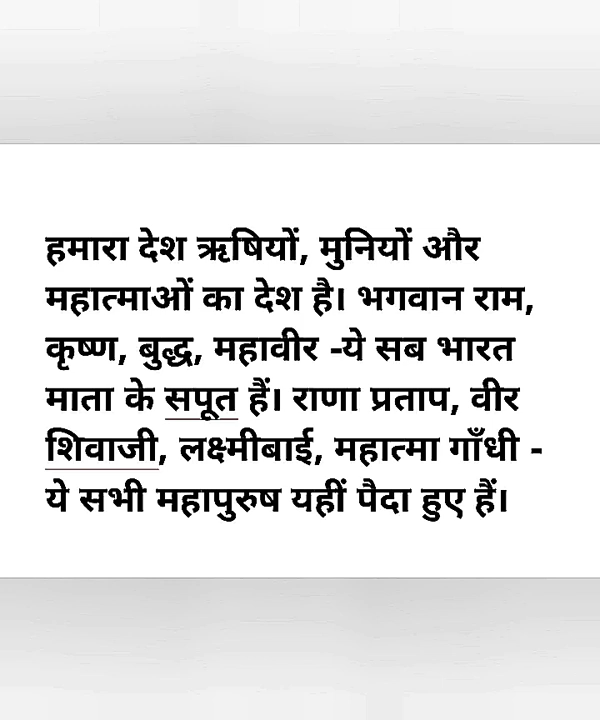 हमारा देश ऋषियों, मुनियों और
महात्माओं का देश है। भगवान राम,
कृष्ण, बुद्ध, महावीर -ये सब भारत
माता के सपूत हैं। राणा प्रताप, वीर
शिवाजी, लक्ष्मीबाई, महात्मा गाँधी -
ये सभी महापुरुष यहीं पैदा हुए हैं।